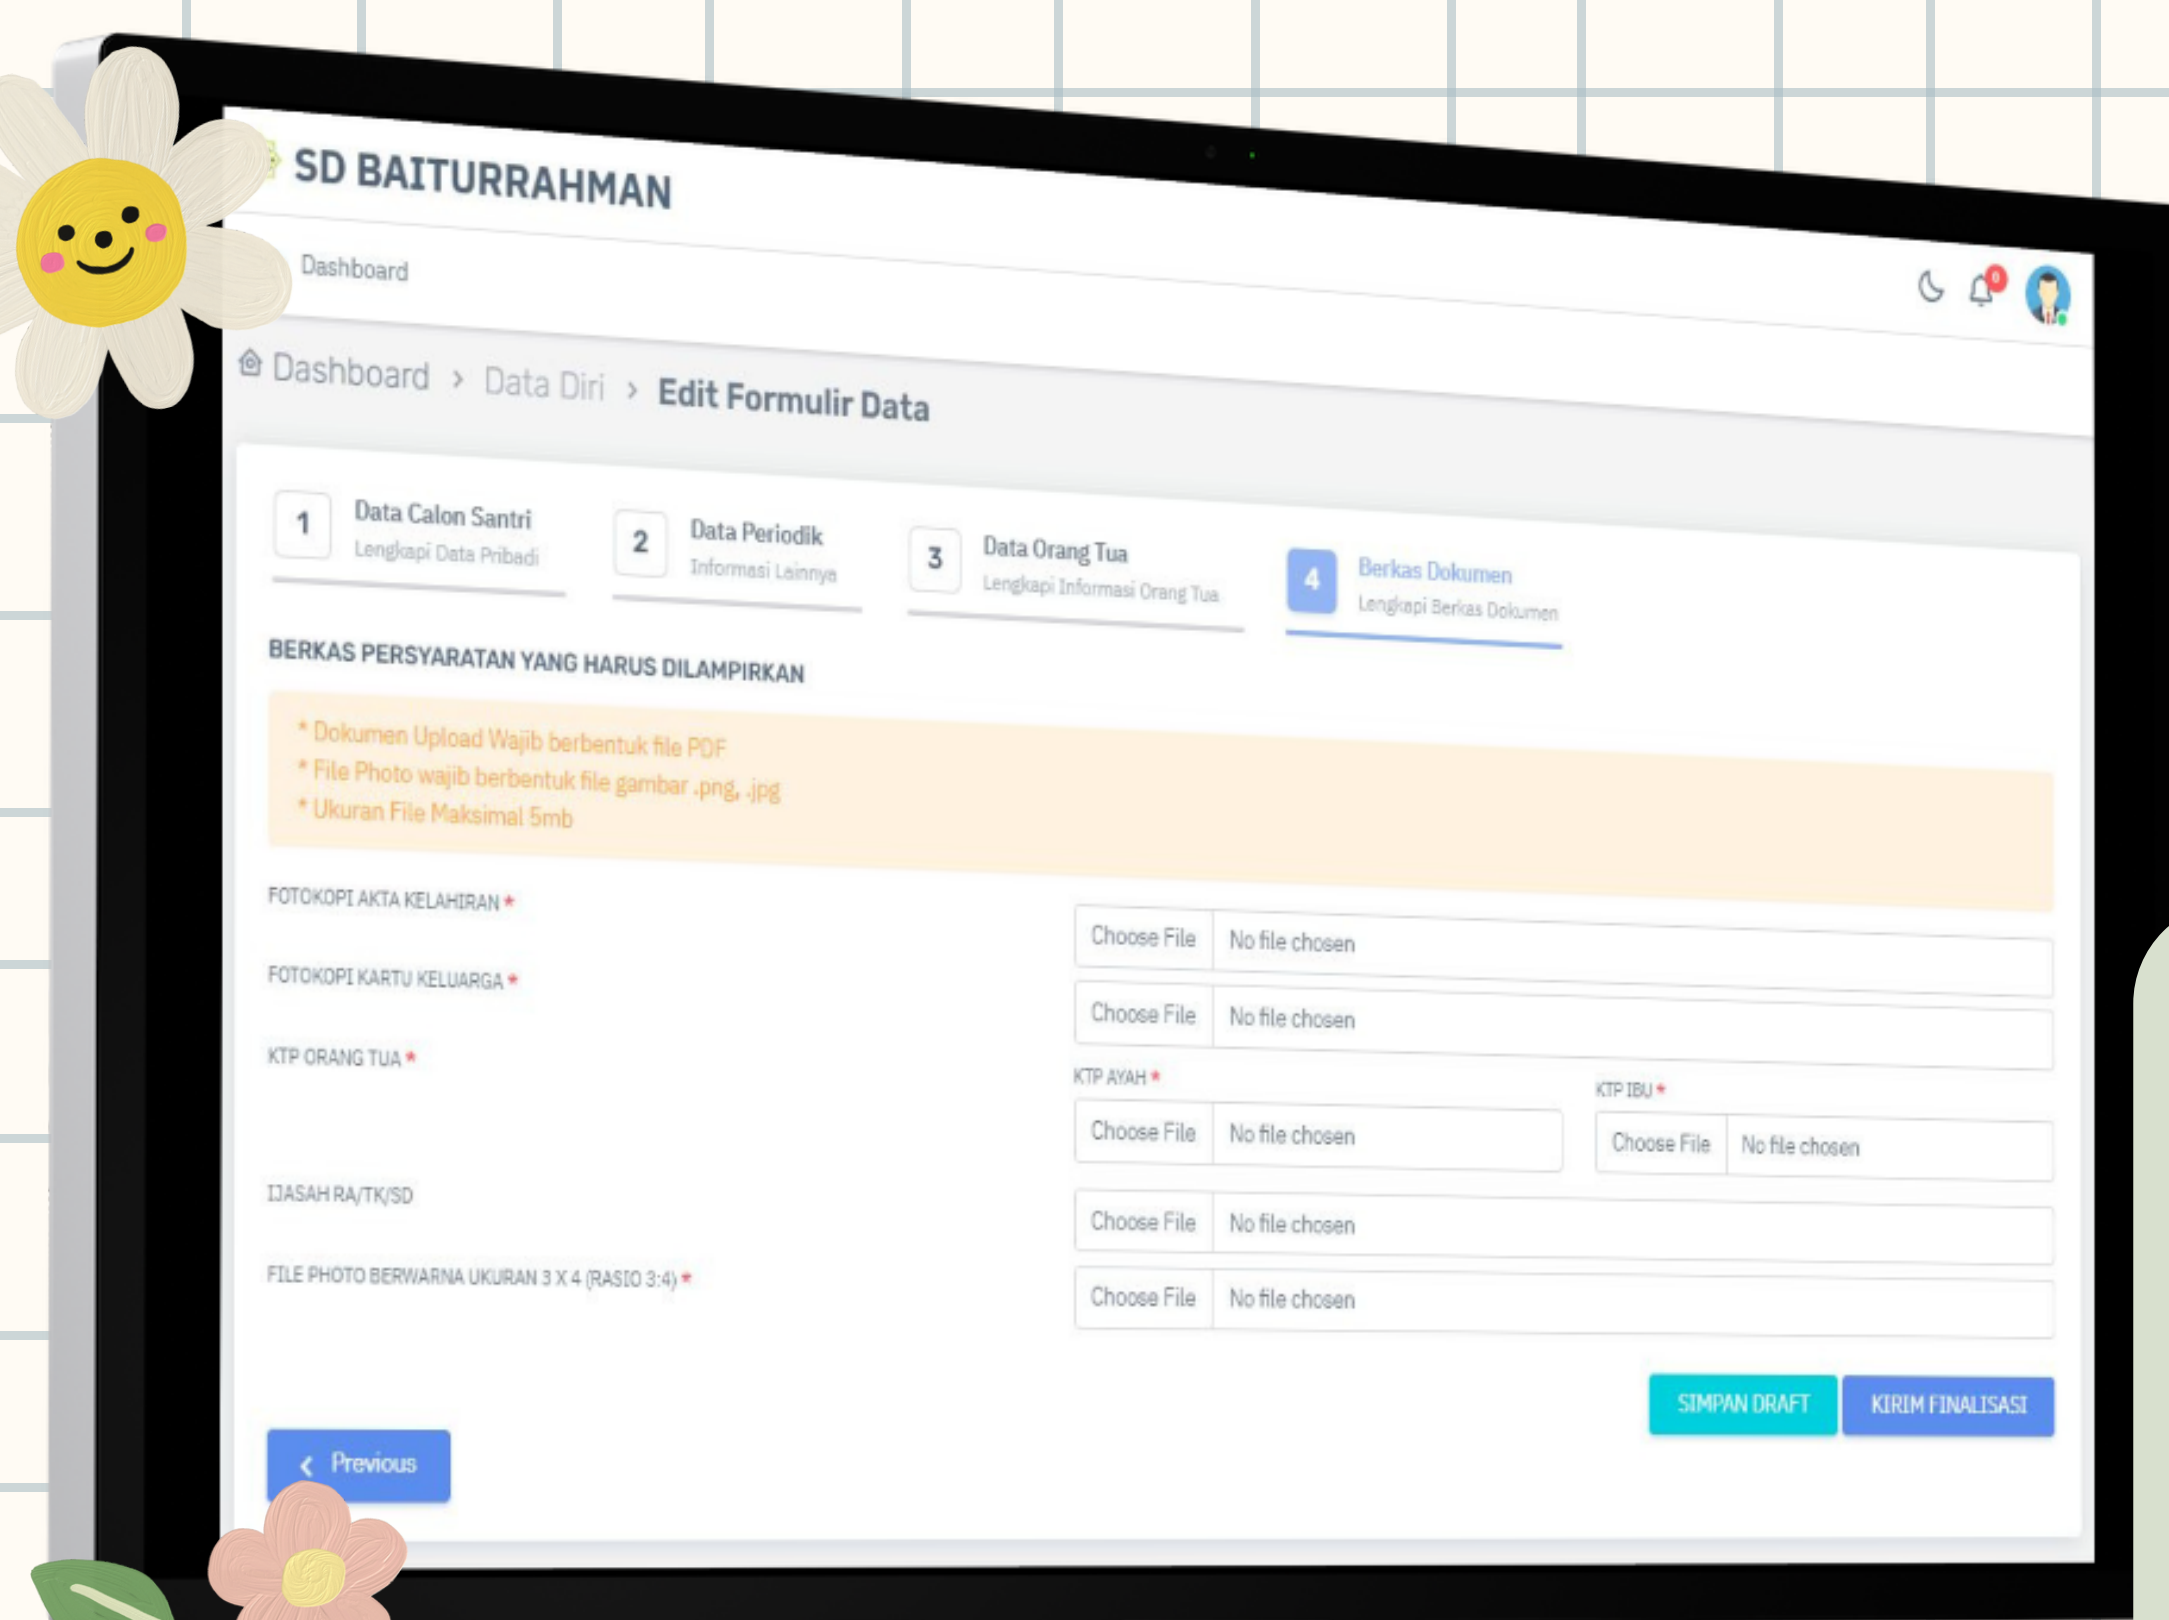 SD BAITURRAHMAN
Dashboard
0
Dashboard > Data Diri > Edit Formulir Data
1 Data Calon Santri
Lengkapi Data Pribadi
2 Data Periodik
Informasi Lainnya
3 Data Orang Tua
Lengkapi Informasi Orang Tua
4 Berkas Dokumen
Lengkapi Berkas Dokumen
BERKAS PERSYARATAN YANG HARUS DILAMPIRKAN
* Dokumen Upload Wajib berbentuk file PDF
* File Photo wajib berbentuk file gambar .png, .jpg
* Ukuran File Maksimal 5mb
FOTOKOPI AKTA KELAHIRAN *
Choose File No file chosen
FOTOKOPI KARTU KELUARGA *
Choose File No file chosen
KTP ORANG TUA *
KTP AYAH *
Choose File No file chosen
KTP IBU *
Choose File No file chosen
IJASAH RA/TK/SD
Choose File No file chosen
FILE PHOTO BERWARNA UKURAN 3 X 4 (RASIO 3:4) *
Choose File No file chosen
SIMPAN DRAFT
KIRIM FINALISASI
Previous